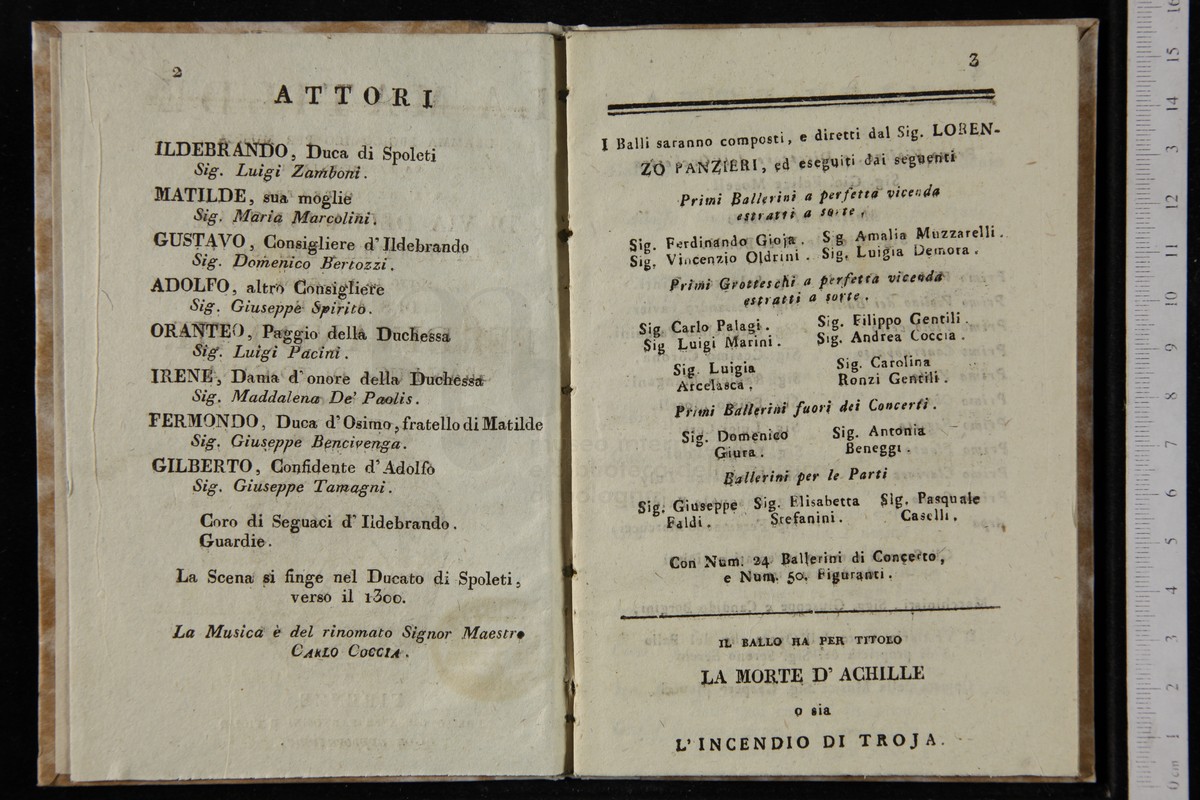 2
ATTORI
ILDEBRANDO, Duca di Spoleti
Sig. Luigi Zamboni.
MATILDE, sua moglie
Sig. Maria Marcolini.
GUSTAVO, Consigliere d'Ildebrando
Sig. Domenico Bertozzi.
ADOLFO, altro Consigliere
Sig. Giuseppe Spirito.
ORANTEO, Paggio della Duchessa
Sig. Luigi Pacini.
IRENE, Dama d'onore della Duchessa
Sig. Maddalena De' Paolis.
FERMONDO, Duca d'Osimo, fratello di Matilde
Sig. Giuseppe Bencivenga.
GILBERTO, Confidente d'Adolfo
Sig. Giuseppe Tamagni.
Coro di Seguaci d'Ildebrando.
Guardie.
La Scena si finge nel Ducato di Spoleti,
verso il 1300.
La Musica è del rinomato Signor Maestro
CARLO COCCIA.
3
I Balli saranno composti, e diretti dal Sig. LOREN-
ZO PANZIERI, ed eseguiti dai seguenti
Primi Ballerini a perfetta vicenda
estratti a sorte,
Sig. Ferdinando Gioja. Sig. Amalia Muzzarelli.
Sig. Vincenzio Oldrini. Sig. Luigia Demora.
Primi Grotteschi a perfetta vicenda
estratti a sorte.
Sig. Carlo Palagi. Sig. Filippo Gentili.
Sig Luigi Marini. Sig. Andrea Coccia.
Sig. Luigia Sig. Carolina
Arcelasca. Ronzi Gentili.
Primi Ballerini fuori dei Concerti.
Sig. Domenico Sig. Antonia
Giura. Beneggi.
Ballerini per le Parti
Sig. Giuseppe Sig. Elisabetta Sig. Pasquale
Faldi. Stefanini. Caselli.
Con Num. 24 Ballerini di Concerto,
e Num. 50. Figuranti.
IL BALLO HA PER TITOLO
LA MORTE D'ACHILLE
o sia
L'INCENDIO DI TROJA.